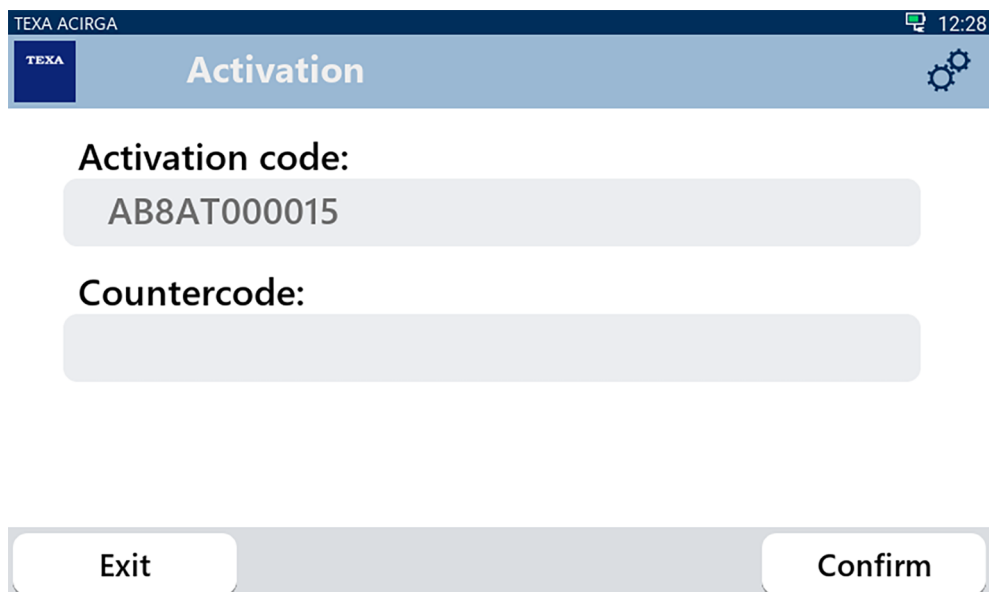 TEXA ACIRGA
12:28
TEXA
Activation
Activation code:
AB8AT000015
Countercode:
Exit
Confirm